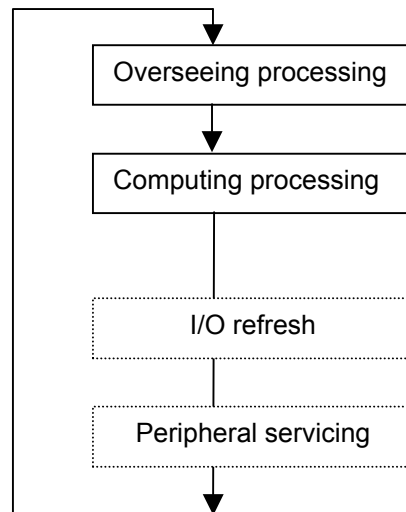 Overseeing processing
Computing processing
I/O refresh
Peripheral servicing